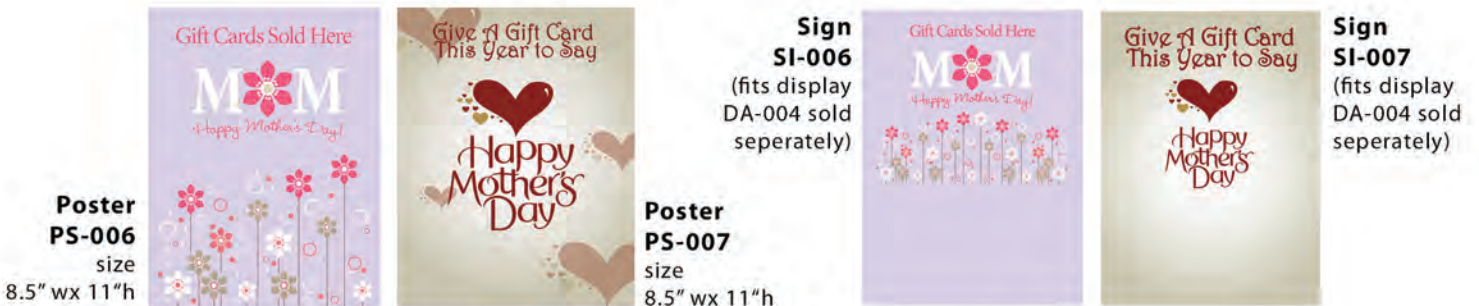 Poster
PS-006
size
8.5" wx 11"h
Gift Cards Sold Here
MOM
Happy Mother's Day!
Give A Gift Card
This Year to Say
Happy
Mother's
Day
Poster
PS-007
size
8.5" wx 11"h
Sign
SI-006
(fits display
DA-004 sold
seperately)
Gift Cards Sold Here
MOM
Happy Mother's Day!
Give A Gift Card
This Year to Say
Happy
Mother's
Day
Sign
SI-007
(fits display
DA-004 sold
seperately)